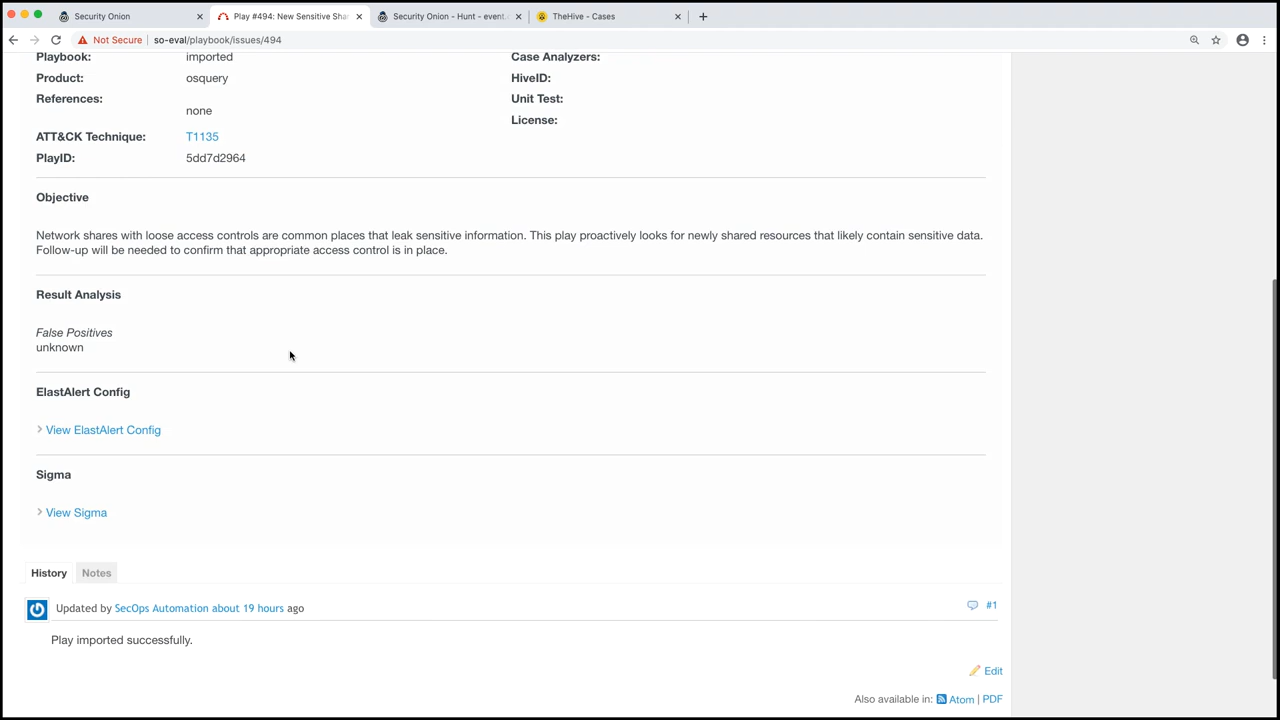 Security Onion
Play #494: New Sensitive Sha
Security Onion - Hunt - event.
TheHive - Cases
Not Secure so-eval/playbook/issues/494
Playbook: imported
Product: osquery
References:
none
ATT&CK Technique: T1135
PlayID: 5dd7d2964
Case Analyzers:
HiveID:
Unit Test:
License:
Objective
Network shares with loose access controls are common places that leak sensitive information. This play proactively looks for newly shared resources that likely contain sensitive data.
Follow-up will be needed to confirm that appropriate access control is in place.
Result Analysis
False Positives
unknown
ElastAlert Config
View ElastAlert Config
Sigma
View Sigma
History Notes
Updated by SecOps Automation about 19 hours ago
#1
Play imported successfully.
Edit
Also available in: Atom | PDF